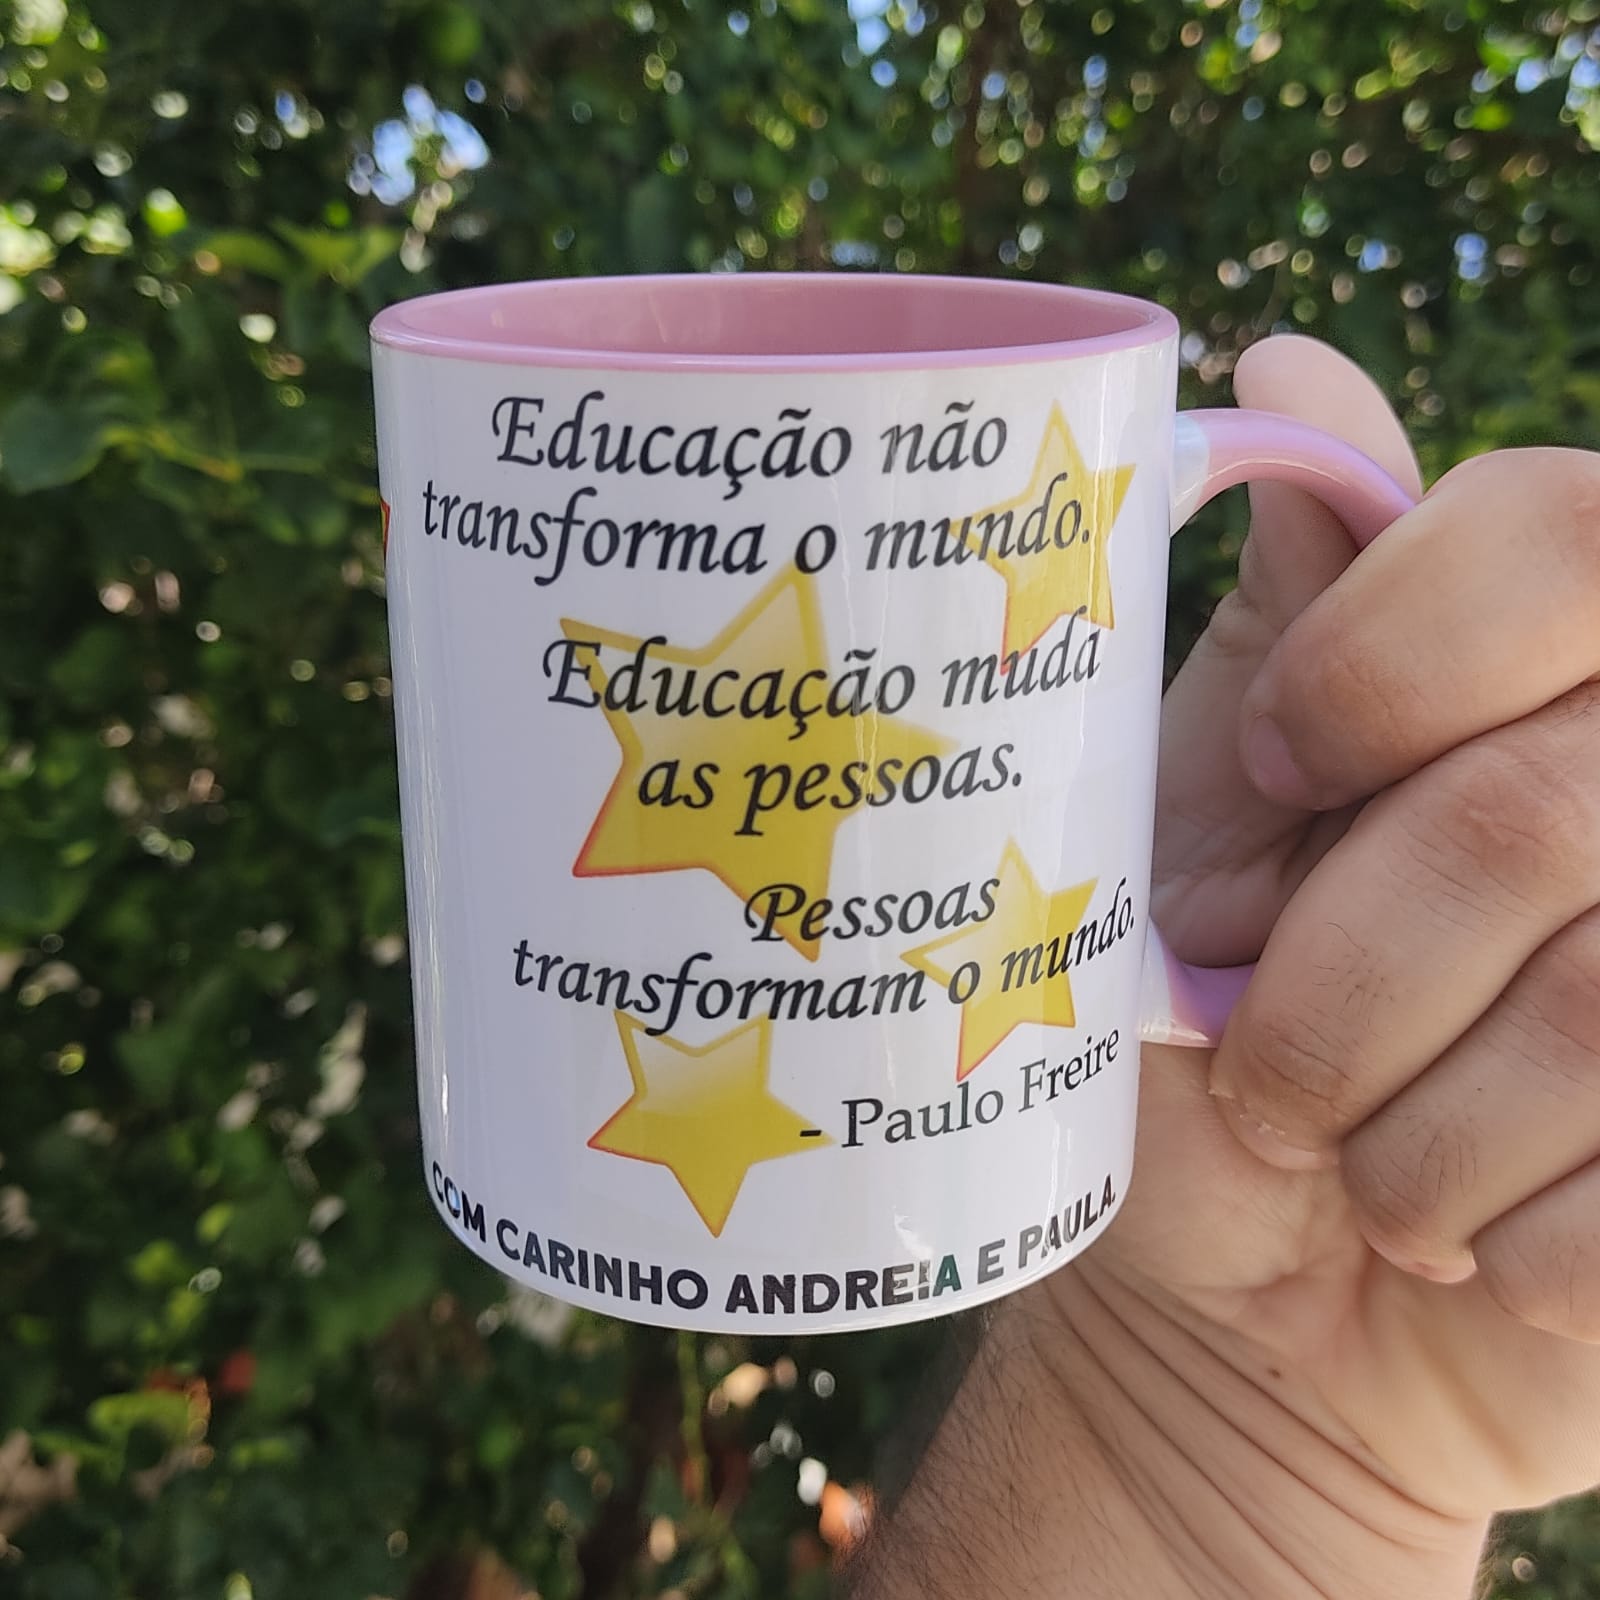 Educação não
transforma o mundo.
Educação muda
as pessoas.
Pessoas
transformam o mundo.
- Paulo Freire
COM CARINHO ANDREIA E PAULA.